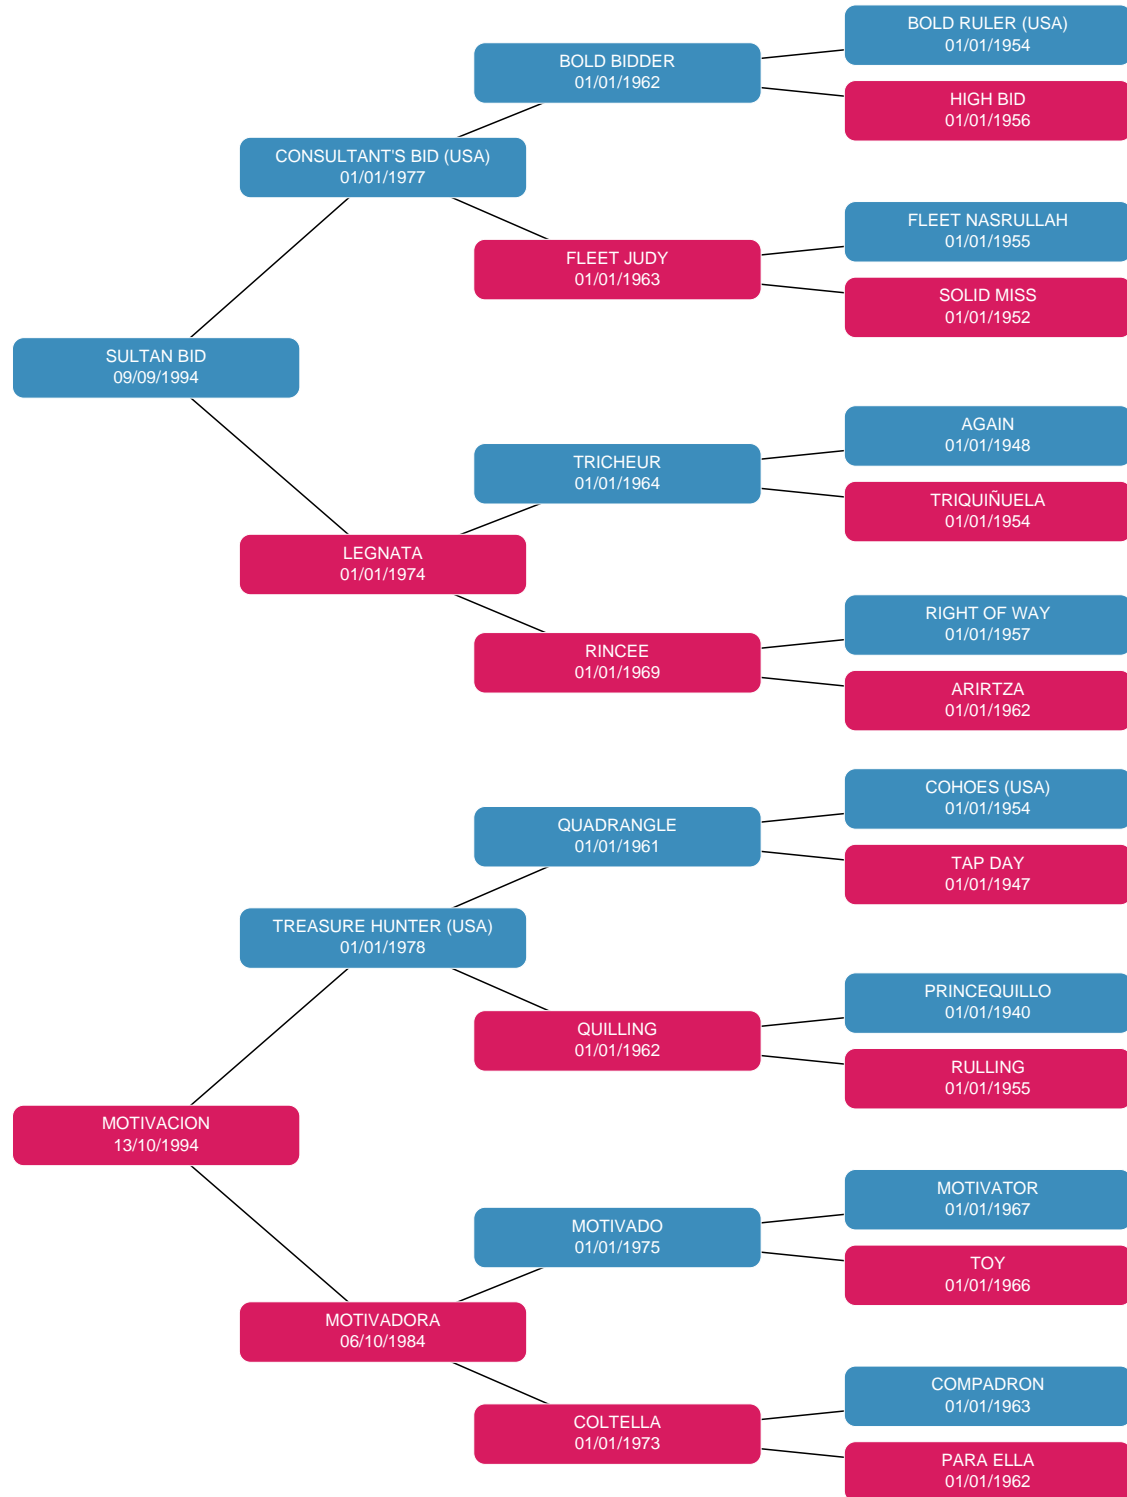 BOLD RULER (USA)
01/01/1954
BOLD BIDDER
01/01/1962
HIGH BID
01/01/1956
CONSULTANT'S BID (USA)
01/01/1977
FLEET NASRULLAH
01/01/1955
FLEET JUDY
01/01/1963
SOLID MISS
01/01/1952
SULTAN BID
09/09/1994
AGAIN
01/01/1948
TRICHEUR
01/01/1964
TRIQUIÑUELA
01/01/1954
LEGNATA
01/01/1974
RIGHT OF WAY
01/01/1957
RINCEE
01/01/1969
ARIRTZA
01/01/1962
COHOES (USA)
01/01/1954
QUADRANGLE
01/01/1961
TAP DAY
01/01/1947
TREASURE HUNTER (USA)
01/01/1978
PRINCEQUILLO
01/01/1940
QUILLING
01/01/1962
RULLING
01/01/1955
MOTIVACION
13/10/1994
MOTIVATOR
01/01/1967
MOTIVADO
01/01/1975
TOY
01/01/1966
MOTIVADORA
06/10/1984
COMPADRON
01/01/1963
COLTELLA
01/01/1973
PARA ELLA
01/01/1962